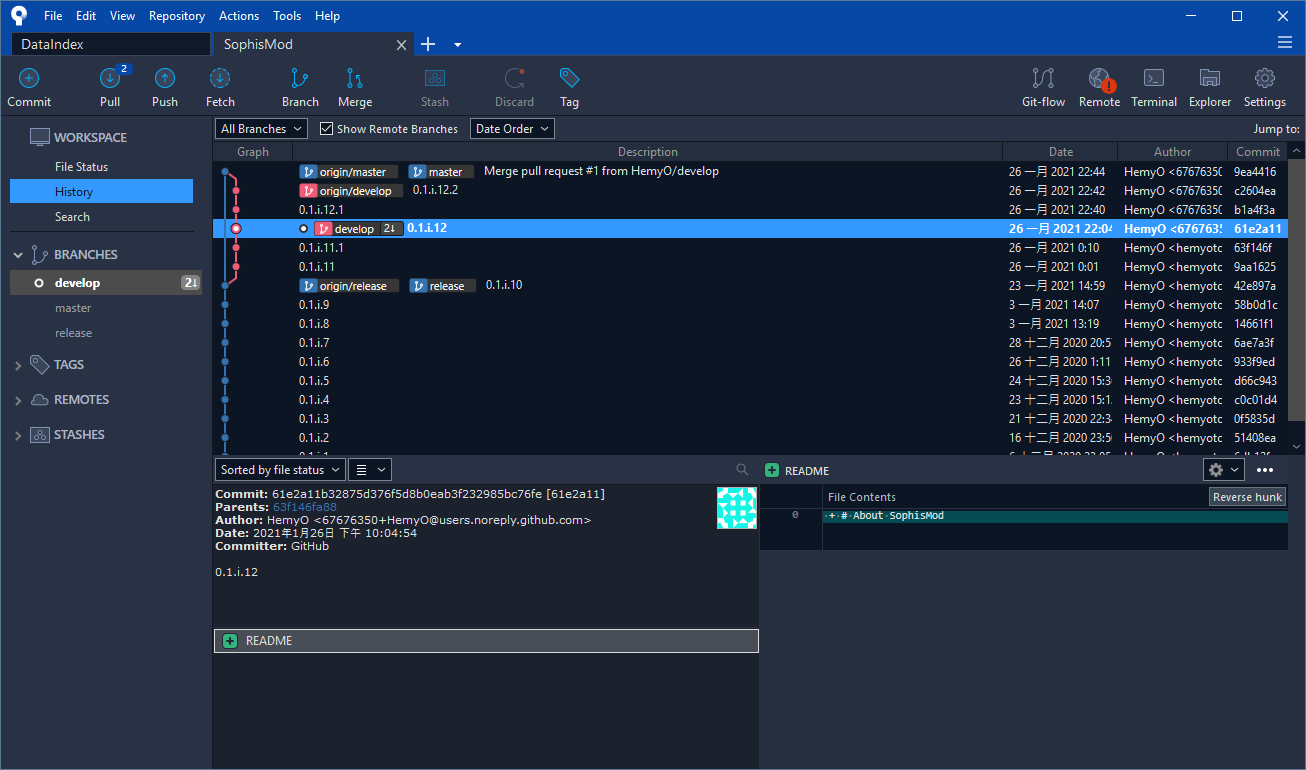 File Edit View Repository Actions Tools Help
DataIndex SophisMod
2
Commit Pull Push Fetch Branch Merge Stash Discard Tag Git-flow Remote Terminal Explorer Settings
WORKSPACE
File Status
History
Search
BRANCHES
develop 2↓
master
release
TAGS
REMOTES
STASHES
All Branches Show Remote Branches Date Order Jump to:
Graph Description Date Author Commit
origin/master master Merge pull request #1 from HemyO/develop 26 一月 2021 22:44 HemyO <67676350 9ea4416
origin/develop 0.1.i.12.2 26 一月 2021 22:42 HemyO <67676350 c2604ea
0.1.i.12.1 26 一月 2021 22:40 HemyO <67676350 b1a4f3a
develop 2↓ 0.1.i.12 26 一月 2021 22:04 HemyO <6767635 61e2a11
0.1.i.11.1 26 一月 2021 0:10 HemyO <hemyotc 63f146f
0.1.i.11 26 一月 2021 0:01 HemyO <hemyotc 9aa1625
origin/release release 0.1.i.10 23 一月 2021 14:59 HemyO <hemyotc 42e897a
0.1.i.9 3 一月 2021 14:07 HemyO <hemyotc 58b0d1c
0.1.i.8 3 一月 2021 13:19 HemyO <hemyotc 14661f1
0.1.i.7 28 十二月 2020 20:5 HemyO <hemyotc 6ae7a3f
0.1.i.6 26 十二月 2020 1:11 HemyO <hemyotc 933f9ed
0.1.i.5 24 十二月 2020 15:3 HemyO <hemyotc d66c943
0.1.i.4 23 十二月 2020 15:1 HemyO <hemyotc c0c01d4
0.1.i.3 21 十二月 2020 22:3 HemyO <hemyotc 0f5835d
0.1.i.2 16 十二月 2020 23:5 HemyO <hemyotc 51408ea
Sorted by file status
Commit: 61e2a11b32875d376f5d8b0eab3f232985bc76fe [61e2a11]
Parents: 63f146fa88
Author: HemyO <67676350+HemyO@users.noreply.github.com>
Date: 2021年1月26日 下午 10:04:54
Committer: GitHub
0.1.i.12
README
README
File Contents Reverse hunk
0 + # About SophisMod